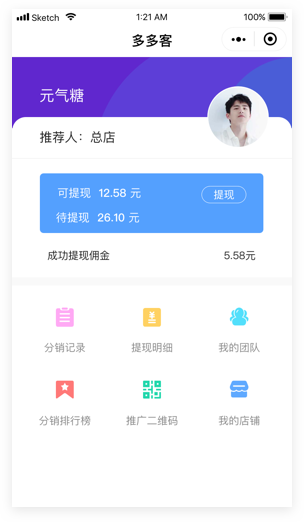 Sketch 1:21 AM 100%
多多客
元气糖
推荐人：总店
可提现 12.58 元 提现
待提现 26.10 元
成功提现佣金 5.58元
分销记录 提现明细 我的团队
分销排行榜 推广二维码 我的店铺